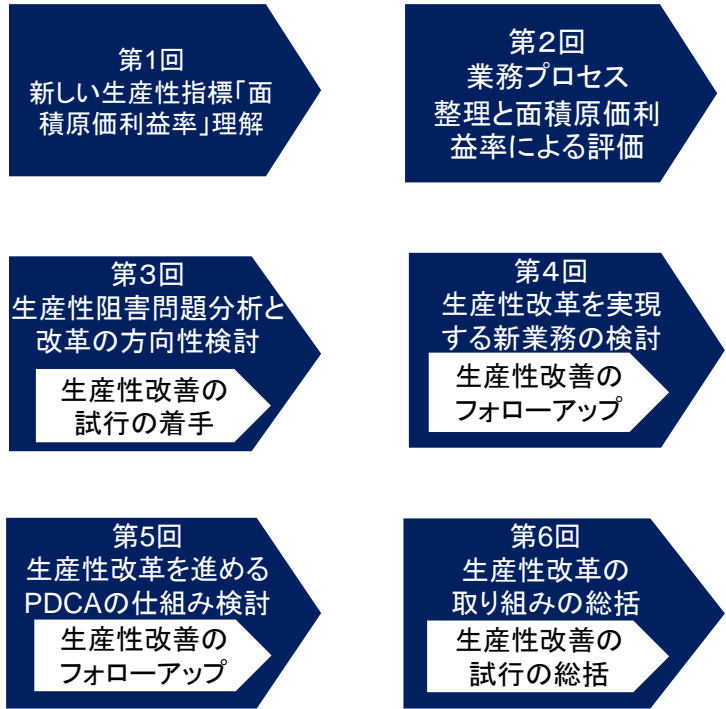 第1回
新しい生産性指標「面
積原価利益率」理解
第２回
業務プロセス
整理と面積原価利
益率による評価
第３回
生産性阻害問題分析と
改革の方向性検討
生産性改善の
試行の着手
第４回
生産性改革を実現
する新業務の検討
生産性改善の
フォローアップ
第5回
生産性改革を進める
PDCAの仕組み検討
生産性改善の
フォローアップ
第6回
生産性改革の
取り組みの総括
生産性改善の
試行の総括